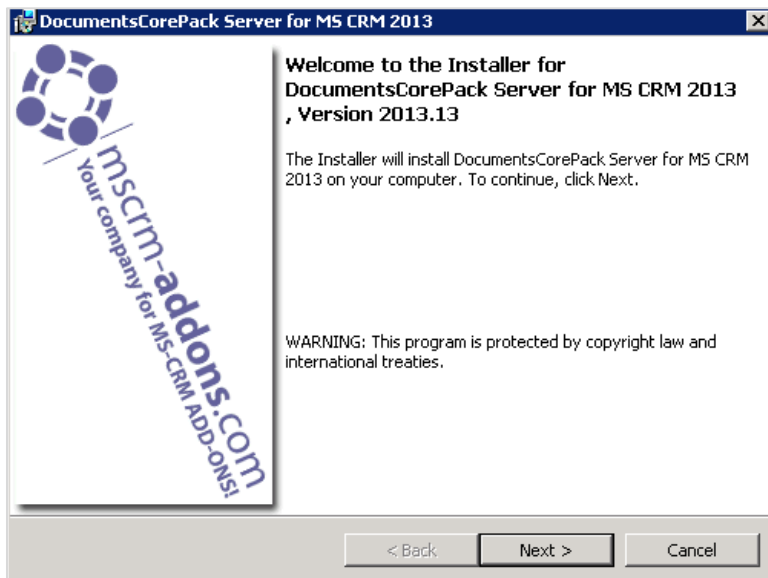 DocumentsCorePack Server for MS CRM 2013
mscrm-addons.com
Your company for MS-CRM ADD-ONS!
Welcome to the Installer for
DocumentsCorePack Server for MS CRM 2013
, Version 2013.13
The Installer will install DocumentsCorePack Server for MS CRM
2013 on your computer. To continue, click Next.
WARNING: This program is protected by copyright law and
international treaties.
< Back
Next >
Cancel